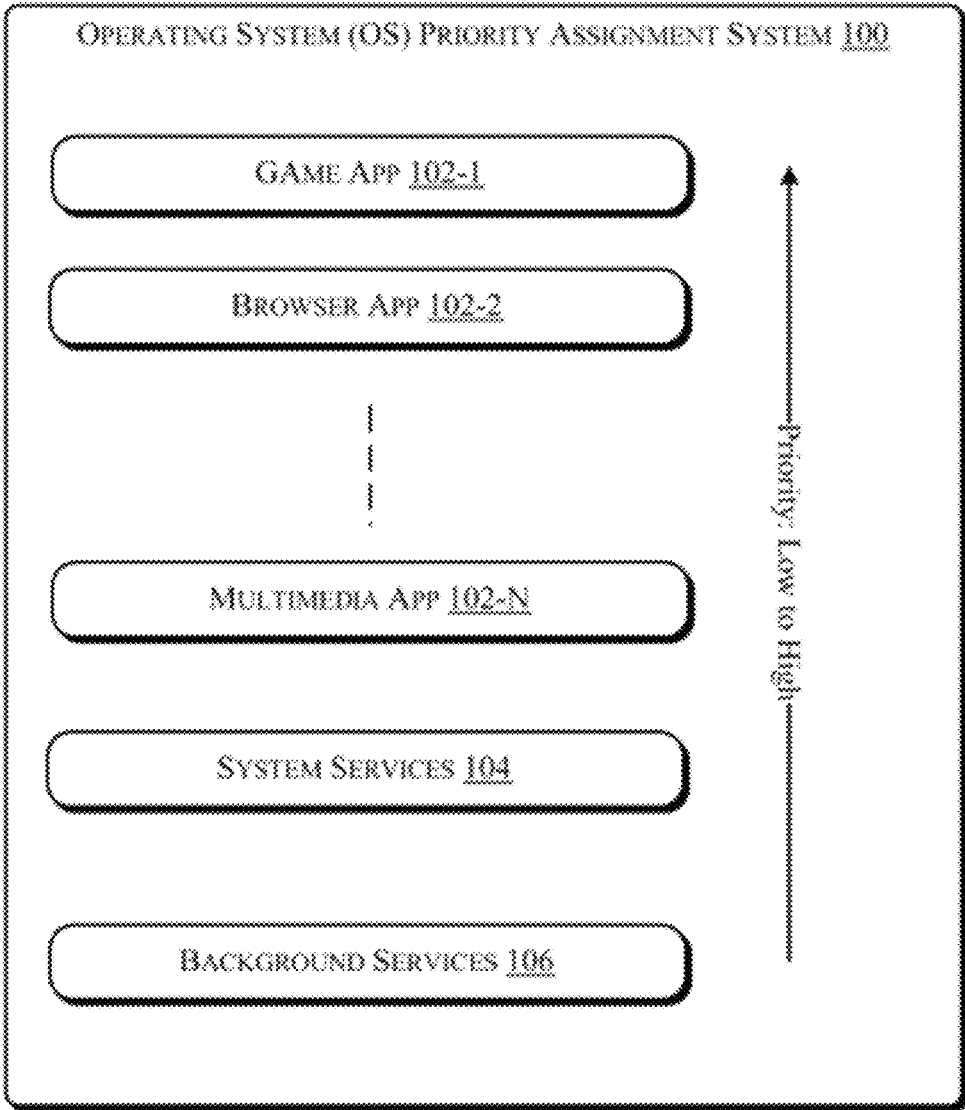 OPERATING SYSTEM (OS) PRIORITY ASSIGNMENT SYSTEM 100
GAME APP 102-1
BROWSER APP 102-2
MULTIMEDIA APP 102-N
SYSTEM SERVICES 104
BACKGROUND SERVICES 106
Priority: Low to High